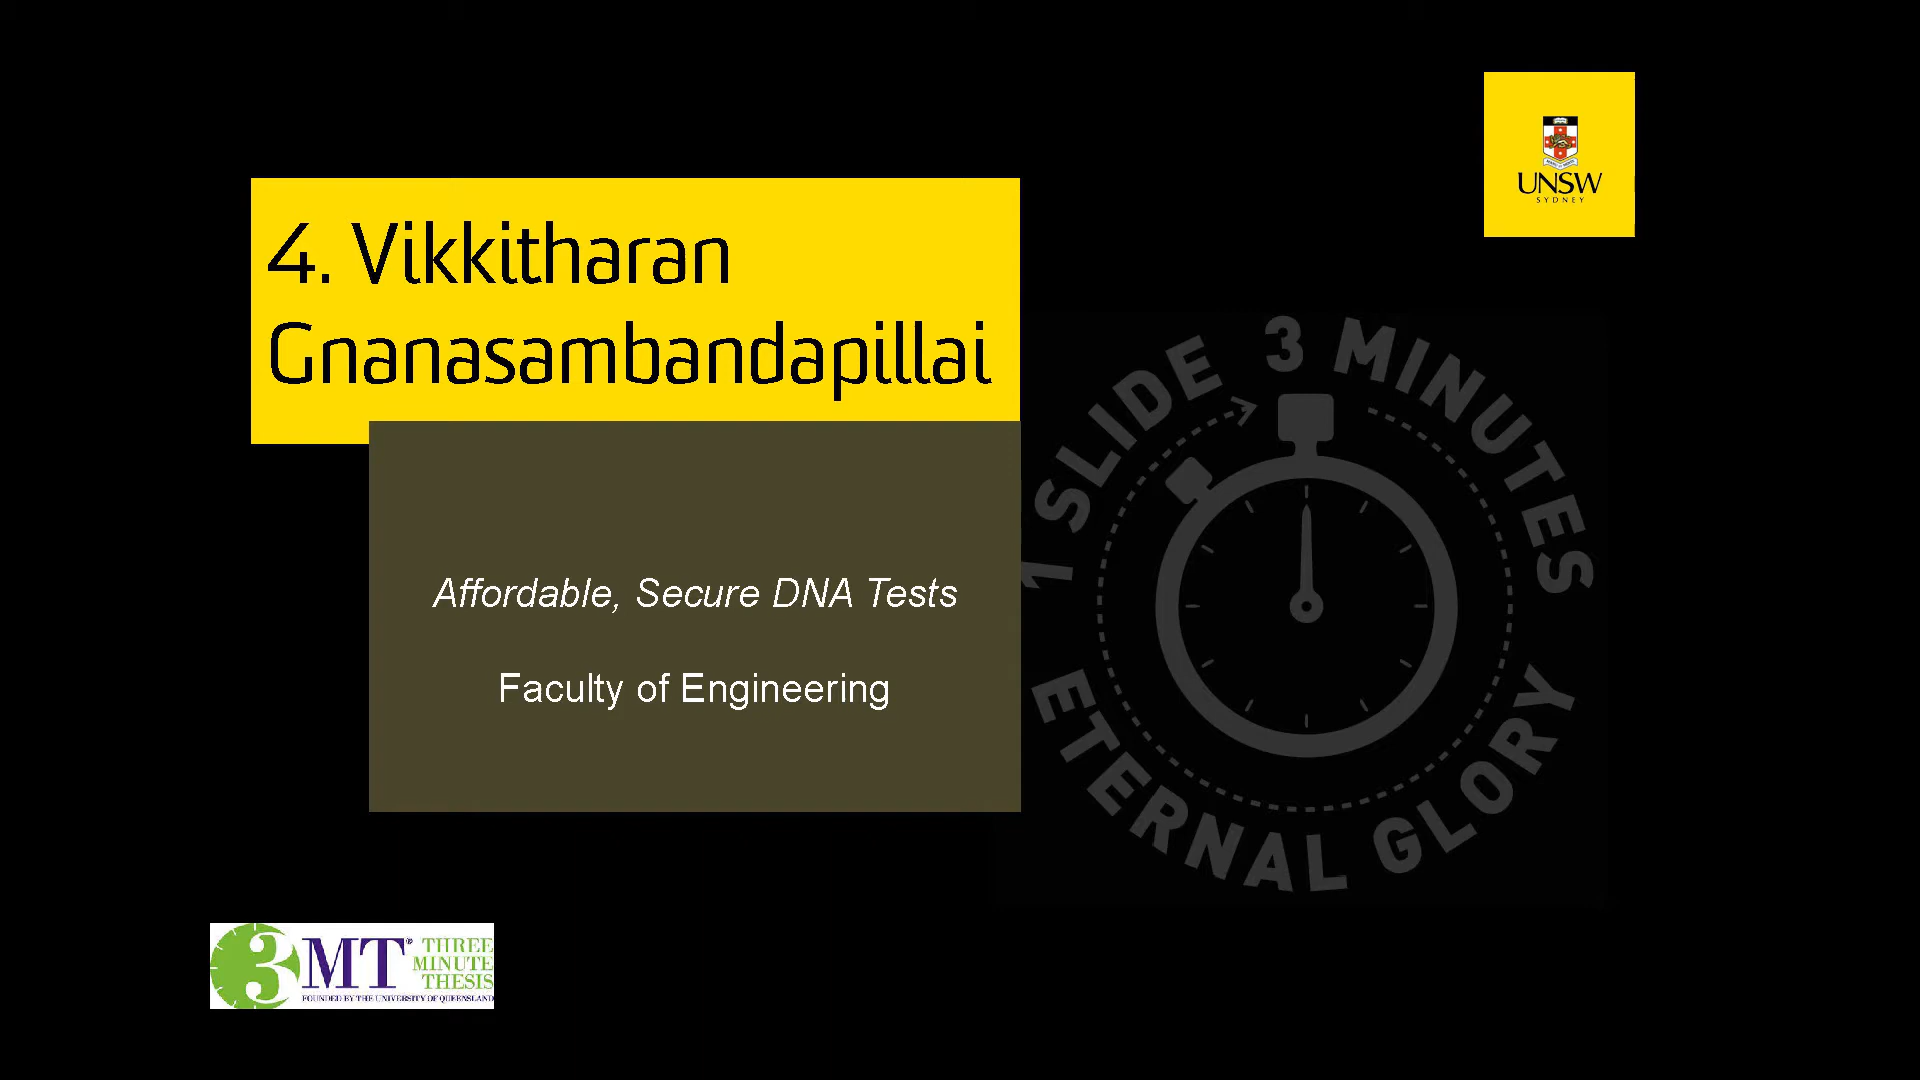 UNSW
SYDNEY
4. Vikkitharan
Gnanasambandapillai
1 SLIDE 3 MINUTES
ETERNAL GLORY
Affordable, Secure DNA Tests
Faculty of Engineering
3MT® THREE
MINUTE
THESIS
FOUNDED BY THE UNIVERSITY OF QUEENSLAND